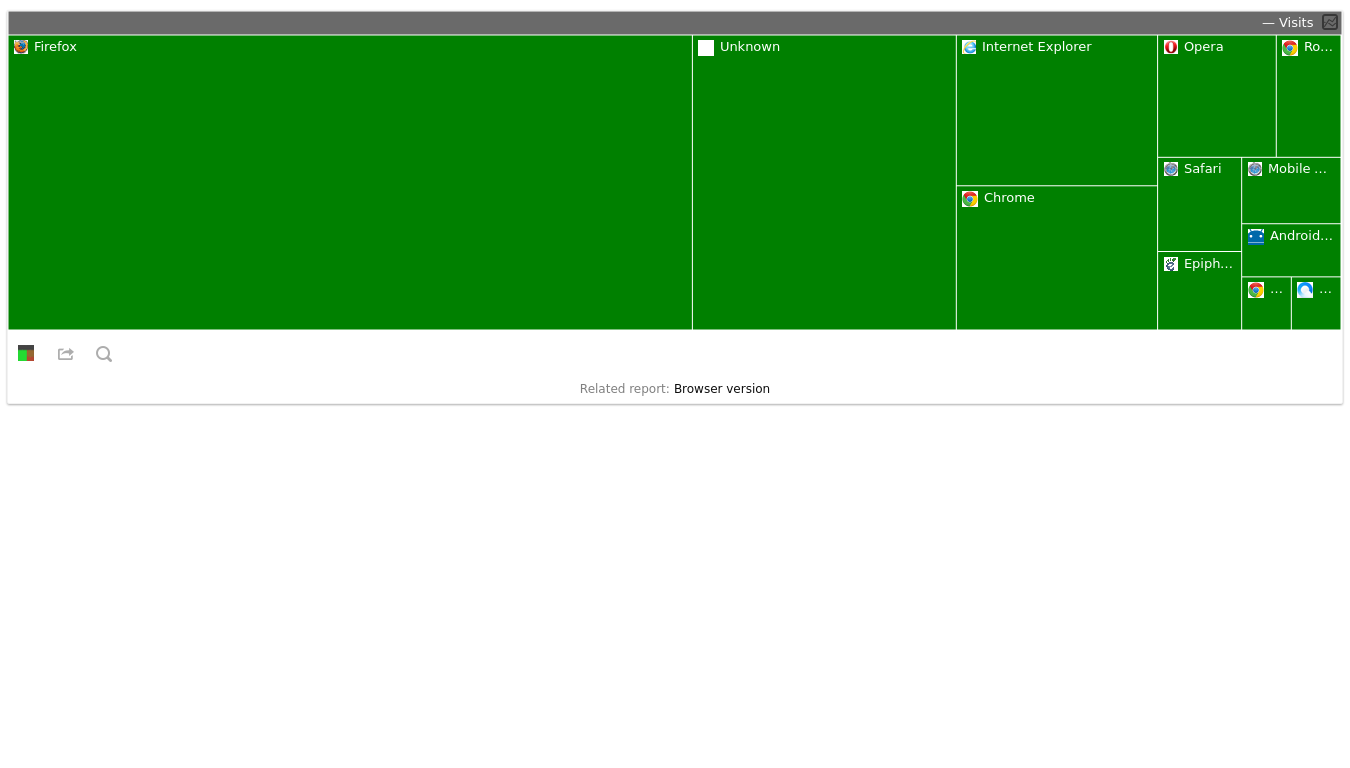 — Visits
Firefox
Unknown
Internet Explorer
Opera
Ro...
Chrome
Safari
Mobile ...
Android...
Epiph...
...
...
Related report: Browser version